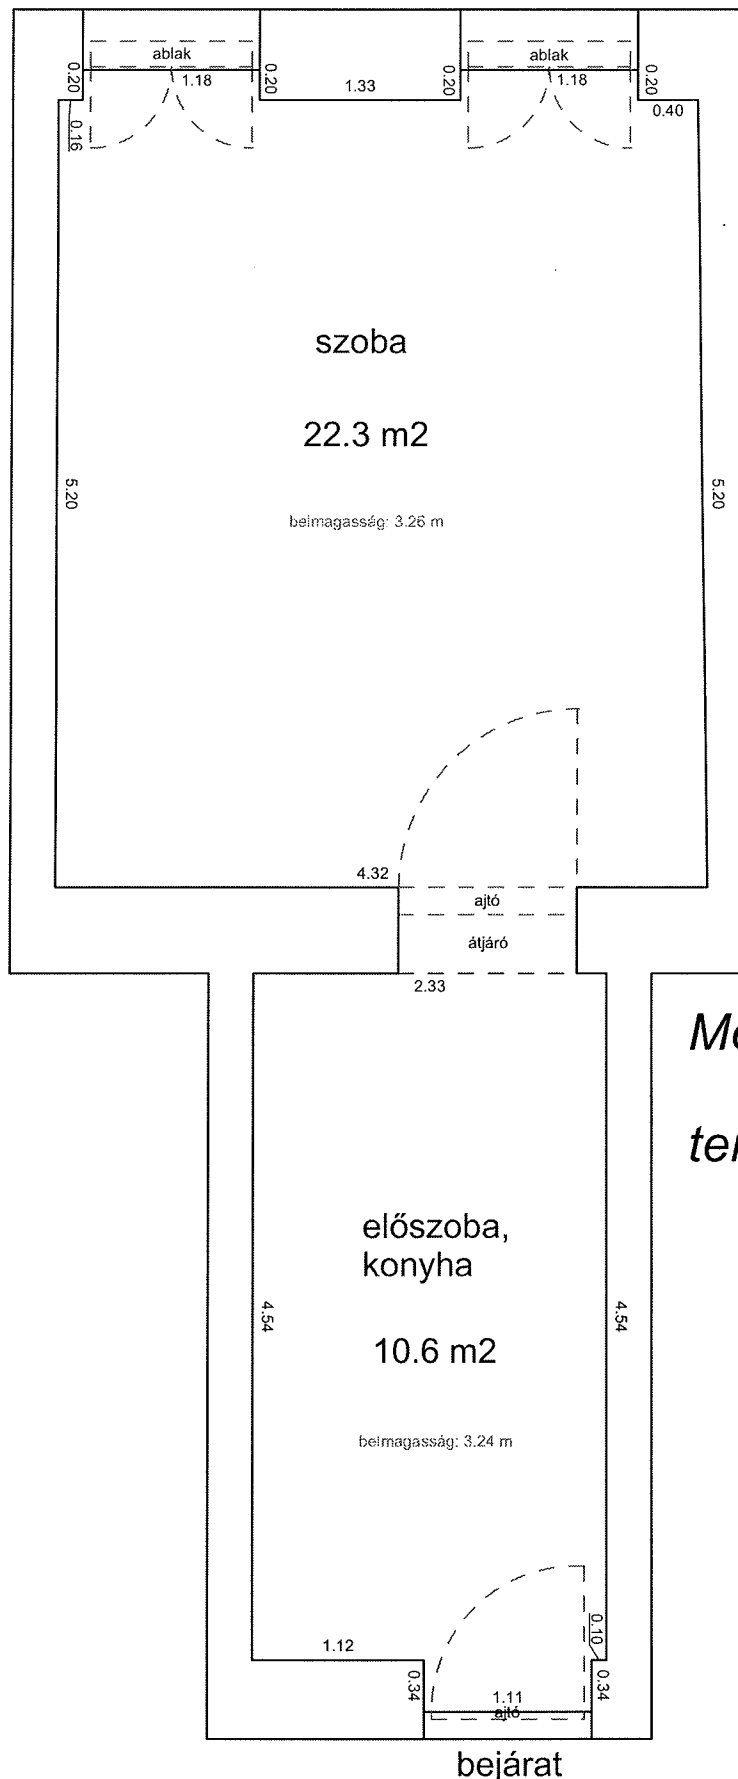 ablak
ablak
0.20
1.18
0.20
1.33
0.20
1.18
0.20
0.16
0.40
szoba
22.3 m2
5.20
5.20
belmagasság: 3.26 m
4.32
ajtó
átjáró
2.33
előszoba,
konyha
4.54
4.54
10.6 m2
belmagasság: 3.24 m
0.10
1.12
0.34
1.11
0.34
ajtó
bejárat